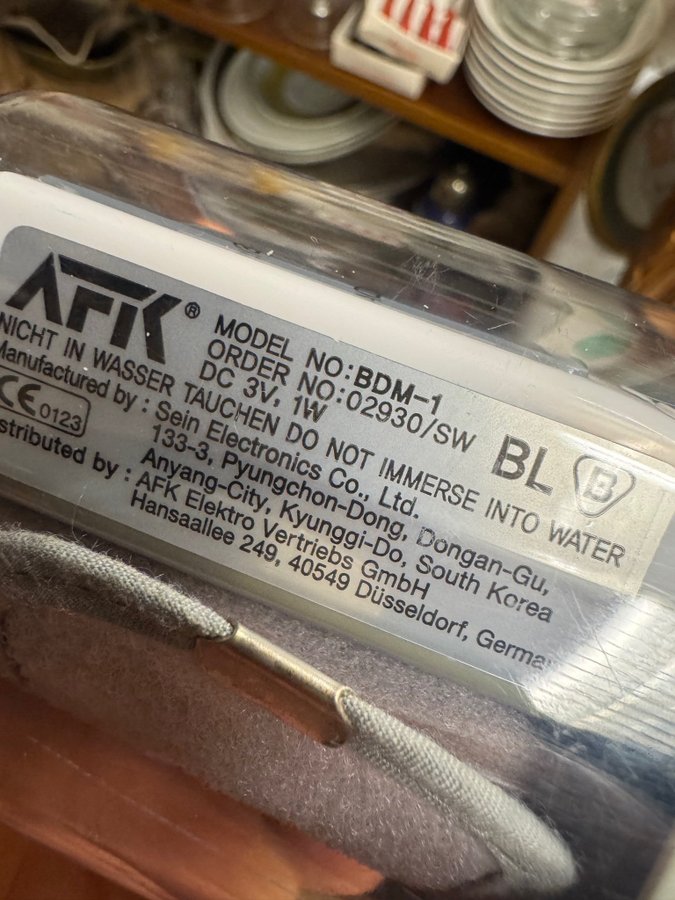 AFK®
MODEL NO:BDM-1
ORDER NO:02930/SW
DC 3V, 1W
BL B
NICHT IN WASSER TAUCHEN DO NOT IMMERSE INTO WATER
Manufactured by : Sein Electronics Co., Ltd.
133-3, Pyungchon-Dong, Dongan-Gu,
Anyang-City, Kyunggi-Do, South Korea
CE 0123
stributed by : AFK Elektro Vertriebs GmbH
Hansaallee 249, 40549 Düsseldorf, Germa